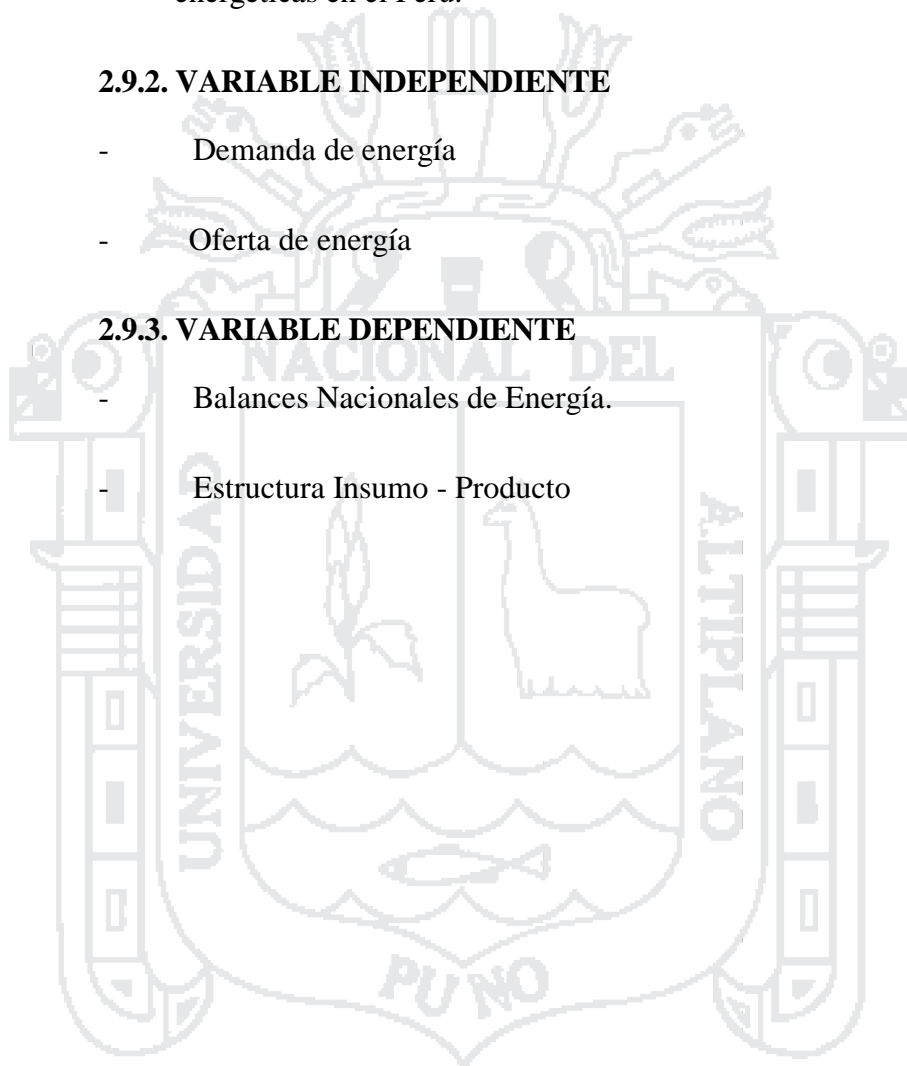 energéticas en el Perú.
2.9.2. VARIABLE INDEPENDIENTE
- Demanda de energía
- Oferta de energía
2.9.3. VARIABLE DEPENDIENTE
NACIONAL DEL
- Balances Nacionales de Energía.
- Estructura Insumo - Producto
UNIVERSIDAD
ALTIPLANO
PUNO